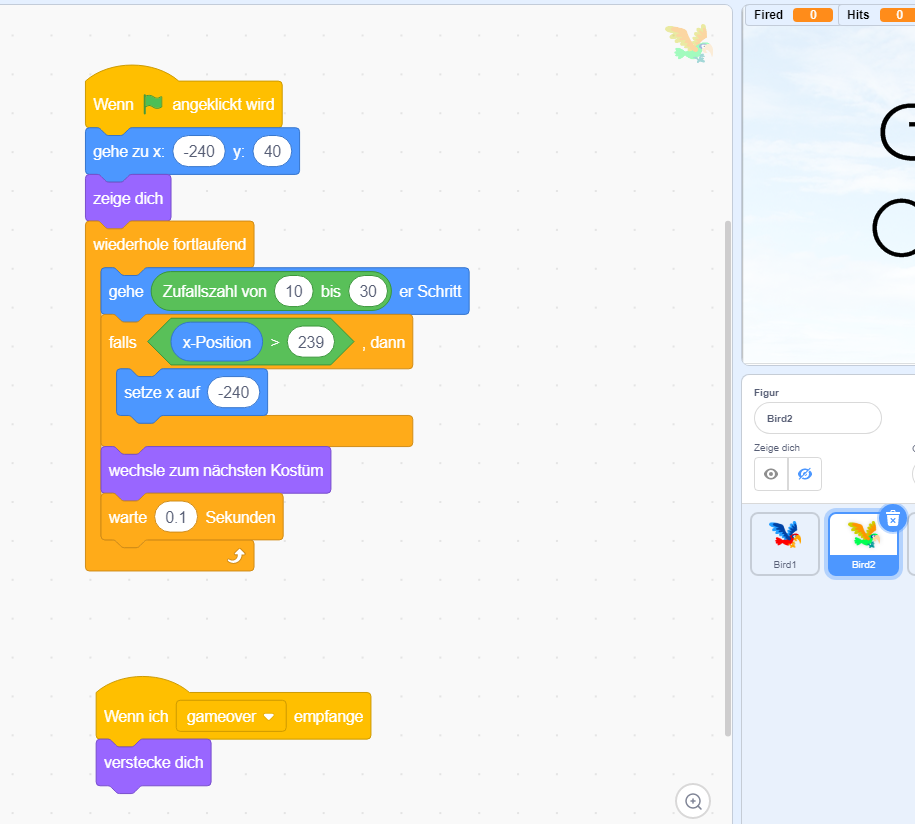 Fired 0 Hits 0
Wenn angeklickt wird
gehe zu x: -240 y: 40
zeige dich
wiederhole fortlaufend
gehe Zufallszahl von 10 bis 30 er Schritt
falls x-Position > 239 , dann
setze x auf -240
wechsle zum nächsten Kostüm
warte 0.1 Sekunden
Wenn ich gameover empfange
verstecke dich
Figur
Bird2
Zeige dich
Bird1 Bird2